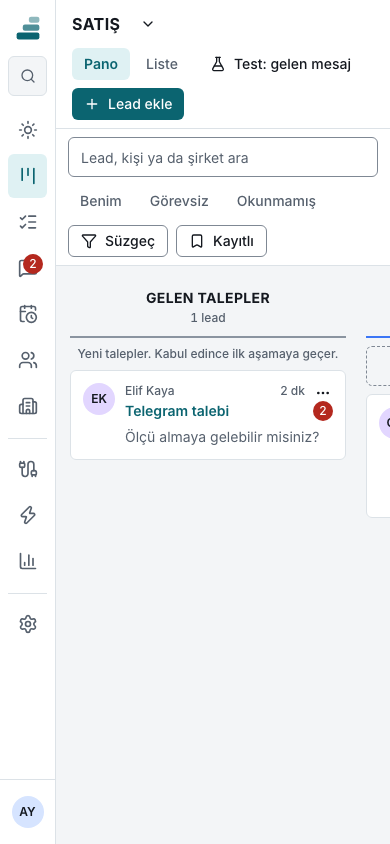 SATIŞ
Pano
Liste
Test: gelen mesaj
Lead ekle
Lead, kişi ya da şirket ara
Benim
Görevsiz
Okunmamış
Süzgeç
Kayıtlı
2
GELEN TALEPLER
1 lead
Yeni talepler. Kabul edince ilk aşamaya geçer.
EK
Elif Kaya
2 dk
Telegram talebi
2
Ölçü almaya gelebilir misiniz?
AY